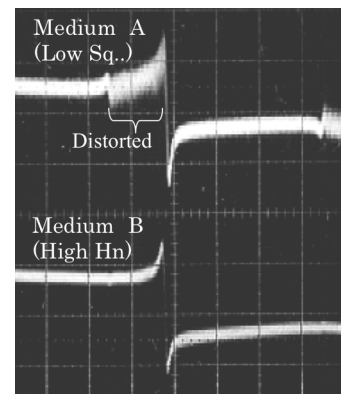 Medium A
(Low Sq..)
Distorted
Medium B
(High Hn)